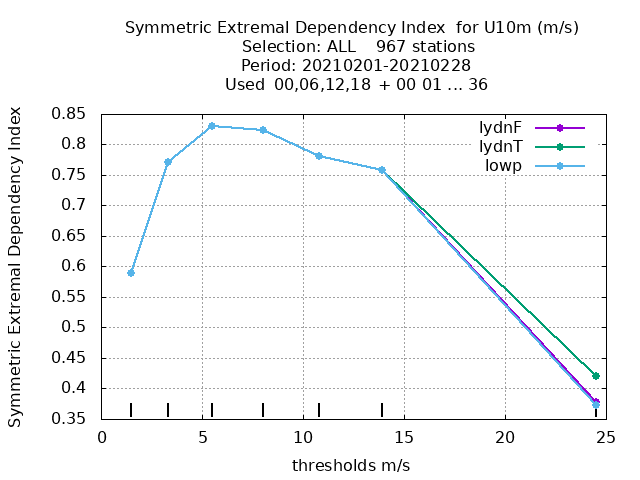 Symmetric Extremal Dependency Index  for U10m (m/s)
Selection: ALL    967 stations
Period: 20210201-20210228
Used  00,06,12,18  + 00 01 ... 36
Symmetric Extremal Dependency Index
0.85
0.8
0.75
0.7
0.65
0.6
0.55
0.5
0.45
0.4
0.35
lydnF
lydnT
lowp
0 5 10 15 20 25
thresholds m/s